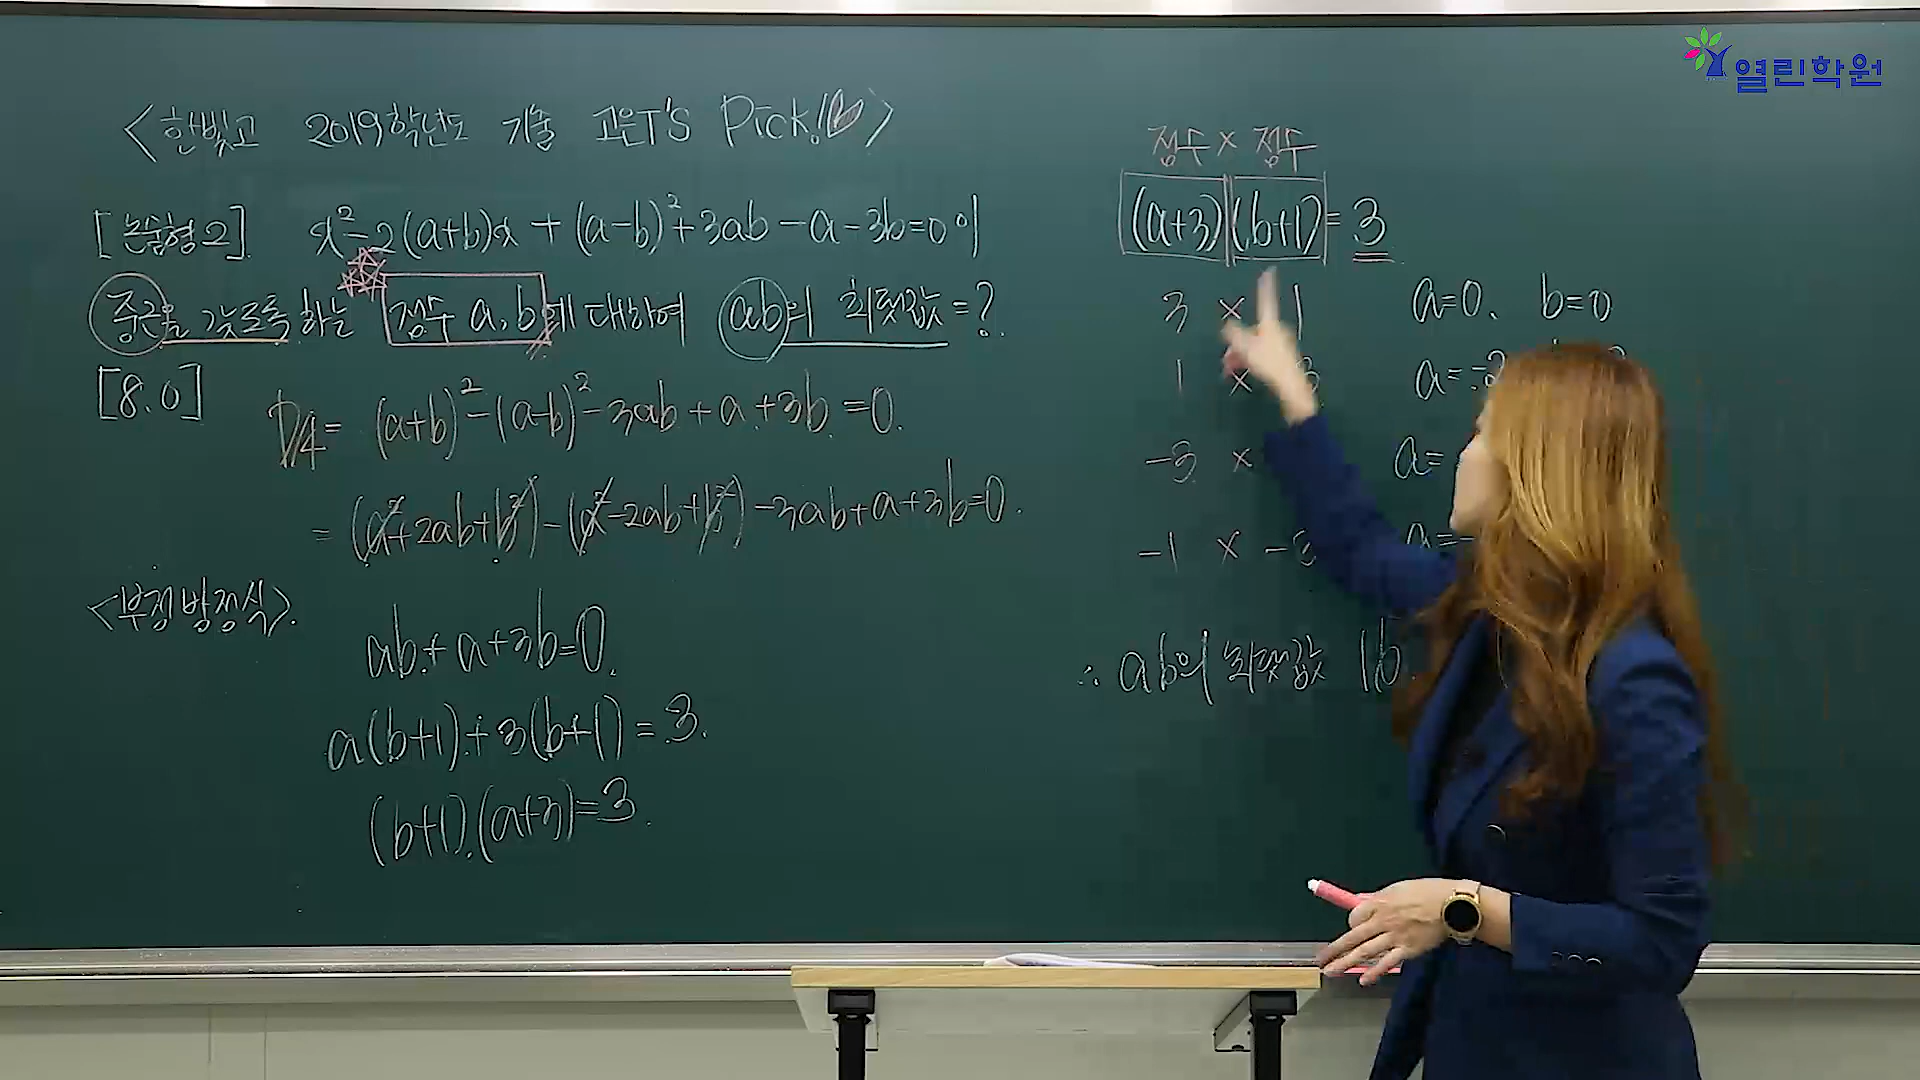 열린학원
<한빛고 2019학년도 기출 고은T'S Pick!♡>
[논술형2] x²-2(a+b)x + (a-b)²+3ab-a-3b=0이
중근을 갖도록 하는 정수 a,b에 대하여 ab의 최댓값=?
[8.0]
D/4= (a+b)²-(a-b)²-3ab+a+3b=0.
= (a²+2ab+b²)-(a²-2ab+b²)-3ab+a+3b=0.
<부정방정식>.
ab+a+3b=0.
a(b+1)+3(b+1)=3.
(b+1)(a+3)=3.
정수 × 정수
(a+3)(b+1)=3
3 × 1 a=0. b=0
1 × 3 a=-2
-3 × a=
-1 × -3 a=-
∴ ab의 최댓값 16.